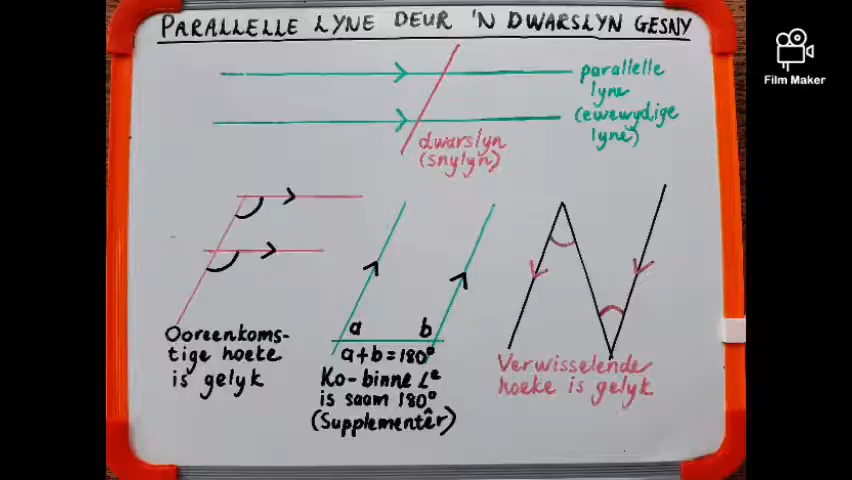 PARALLELLE LYNE DEUR 'N DWARSLYN GESNY
parallelle
lyne
(ewewydige
lyne)
dwarslyn
(snylyn)
Ooreenkoms-
tige hoeke
is gelyk
a
b
a+b=180°
Ko-binne ∠ᵉ
is saam 180°
(Supplementêr)
Verwisselende
hoeke is gelyk
Film Maker